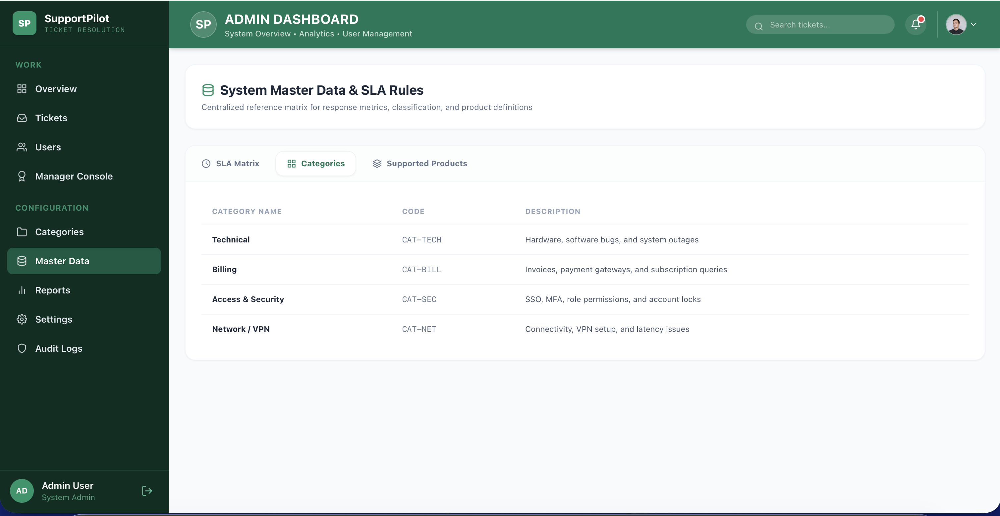 SP
SupportPilot
TICKET RESOLUTION
WORK
Overview
Tickets
Users
Manager Console
CONFIGURATION
Categories
Master Data
Reports
Settings
Audit Logs
AD
Admin User
System Admin
SP
ADMIN DASHBOARD
System Overview • Analytics • User Management
Search tickets...
System Master Data & SLA Rules
Centralized reference matrix for response metrics, classification, and product definitions
SLA Matrix Categories Supported Products
CATEGORY NAME CODE DESCRIPTION
Technical CAT-TECH Hardware, software bugs, and system outages
Billing CAT-BILL Invoices, payment gateways, and subscription queries
Access & Security CAT-SEC SSO, MFA, role permissions, and account locks
Network / VPN CAT-NET Connectivity, VPN setup, and latency issues